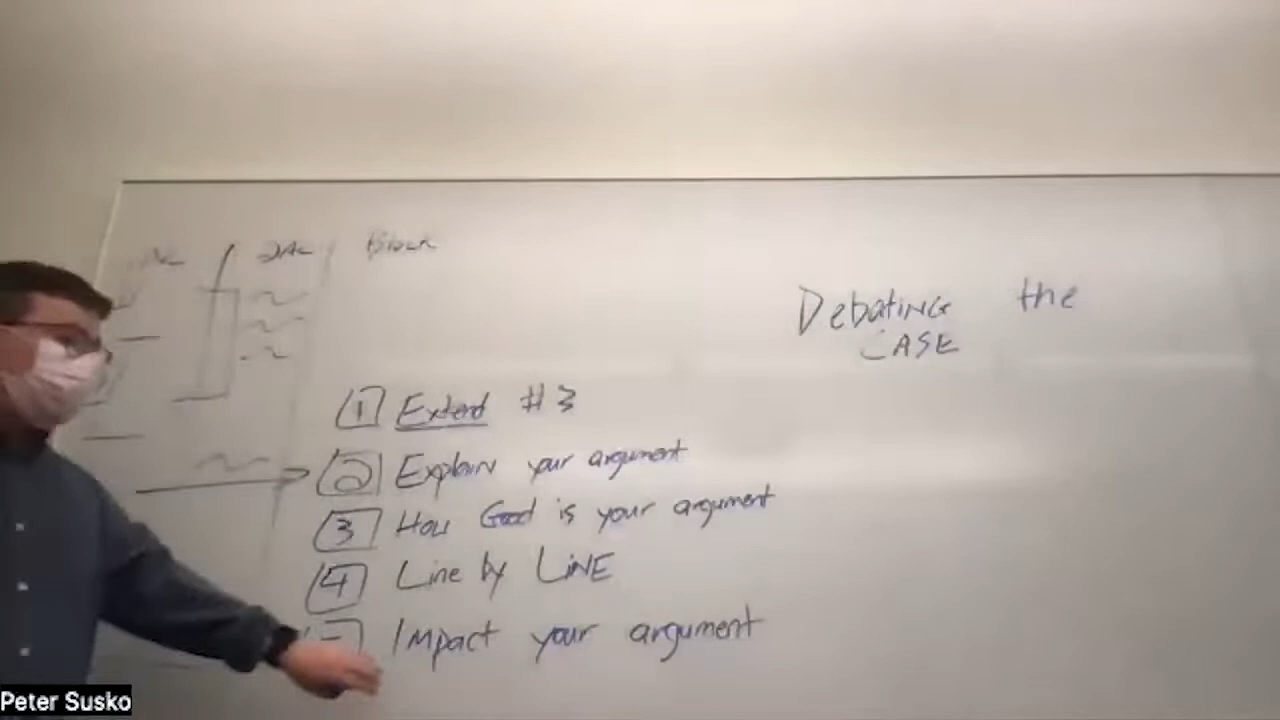 2AC Block
Debating the
CASE
1 Extend #3
2 Explain your argument
3 How Good is your argument
4 Line by LiNE
Impact your argument
Peter Susko